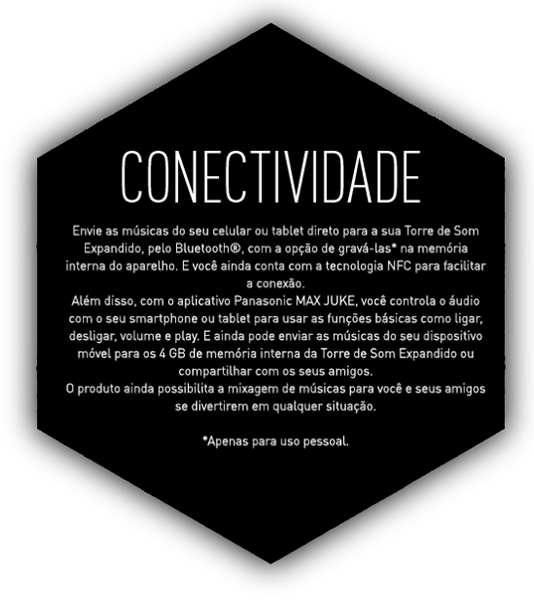 CONECTIVIDADE
Envie as músicas do seu celular ou tablet direto para a sua Torre de Som
Expandido, pelo Bluetooth®, com a opção de gravá-las* na memória
interna do aparelho. E você ainda conta com a tecnologia NFC para facilitar
a conexão.
Além disso, com o aplicativo Panasonic MAX JUKE, você controla o áudio
com o seu smartphone ou tablet para usar as funções básicas como ligar,
desligar, volume e play. E ainda pode enviar as músicas do seu dispositivo
móvel para os 4 GB de memória interna da Torre de Som Expandido ou
compartilhar com os seus amigos.
O produto ainda possibilita a mixagem de músicas para você e seus amigos
se divertirem em qualquer situação.
*Apenas para uso pessoal.